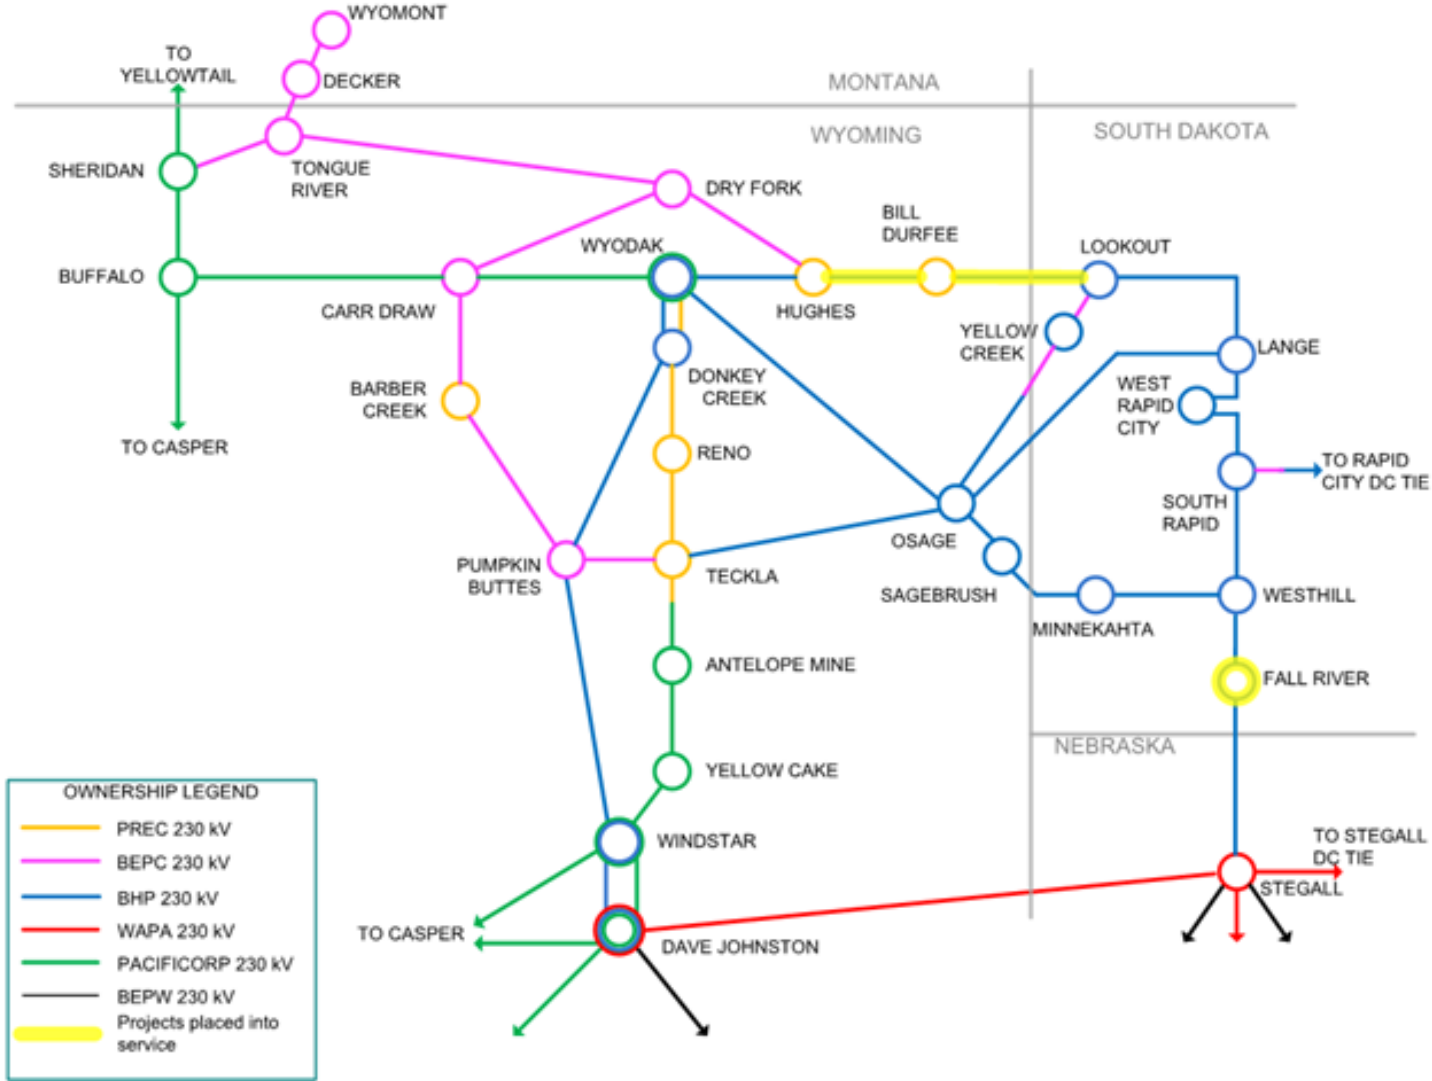 WYOMONT
TO
YELLOWTAIL
DECKER
MONTANA
WYOMING
SOUTH DAKOTA
SHERIDAN
TONGUE
RIVER
DRY FORK
BILL
DURFEE
WYODAK
LOOKOUT
BUFFALO
CARR DRAW
HUGHES
YELLOW
CREEK
LANGE
BARBER
CREEK
DONKEY
CREEK
WEST
RAPID
CITY
TO CASPER
RENO
TO RAPID
CITY DC TIE
SOUTH
RAPID
OSAGE
PUMPKIN
BUTTES
TECKLA
SAGEBRUSH
WESTHILL
MINNEKAHTA
ANTELOPE MINE
FALL RIVER
NEBRASKA
YELLOW CAKE
OWNERSHIP LEGEND
PREC 230 kV
BEPC 230 kV
BHP 230 kV
WAPA 230 kV
PACIFICORP 230 kV
BEPW 230 kV
Projects placed into
service
WINDSTAR
TO STEGALL
DC TIE
STEGALL
TO CASPER
DAVE JOHNSTON